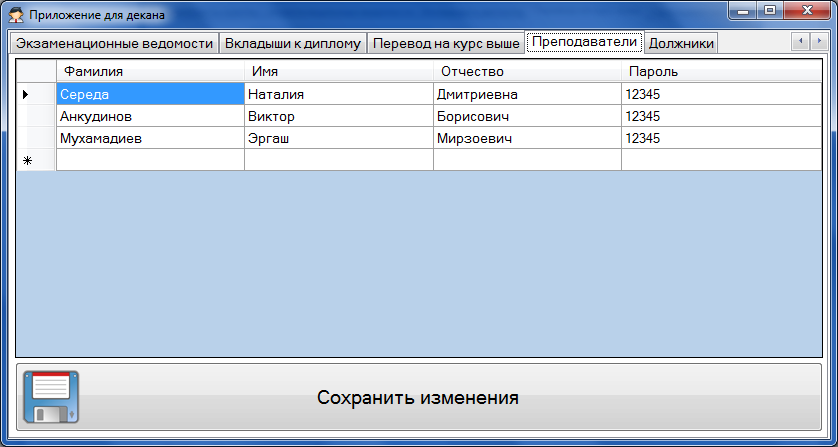 Приложение для декана
Экзаменационные ведомости Вкладыши к диплому Перевод на курс выше Преподаватели Должники
Фамилия Имя Отчество Пароль
Середа Наталия Дмитриевна 12345
Анкудинов Виктор Борисович 12345
Мухамадиев Эргаш Мирзоевич 12345
Сохранить изменения